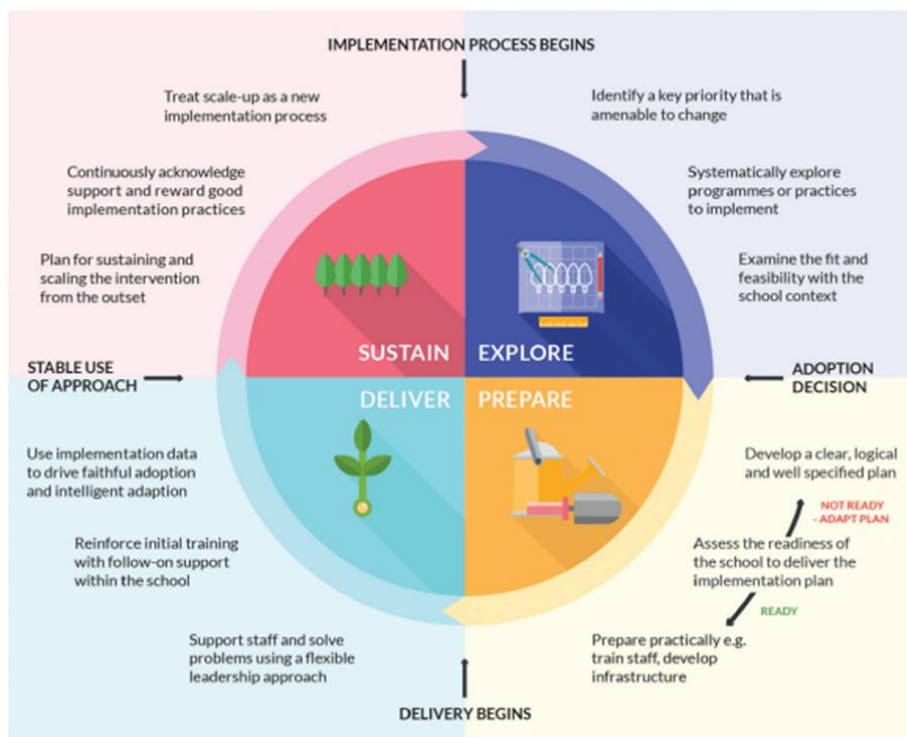 IMPLEMENTATION PROCESS BEGINS
Identify a key priority that is
amenable to change
Systematically explore
programmes or practices
to implement
Examine the fit and
feasibility with the
school context
EXPLORE
ADOPTION
DECISION
PREPARE
Develop a clear, logical
and well specified plan
NOT READY
- ADAPT PLAN
Assess the readiness of
the school to deliver the
implementation plan
READY
Prepare practically e.g.
train staff, develop
infrastructure
DELIVERY BEGINS
DELIVER
Support staff and solve
problems using a flexible
leadership approach
Reinforce initial training
with follow-on support
within the school
Use implementation data
to drive faithful adoption
and intelligent adaption
STABLE USE
OF APPROACH
SUSTAIN
Plan for sustaining and
scaling the intervention
from the outset
Continuously acknowledge
support and reward good
implementation practices
Treat scale-up as a new
implementation process